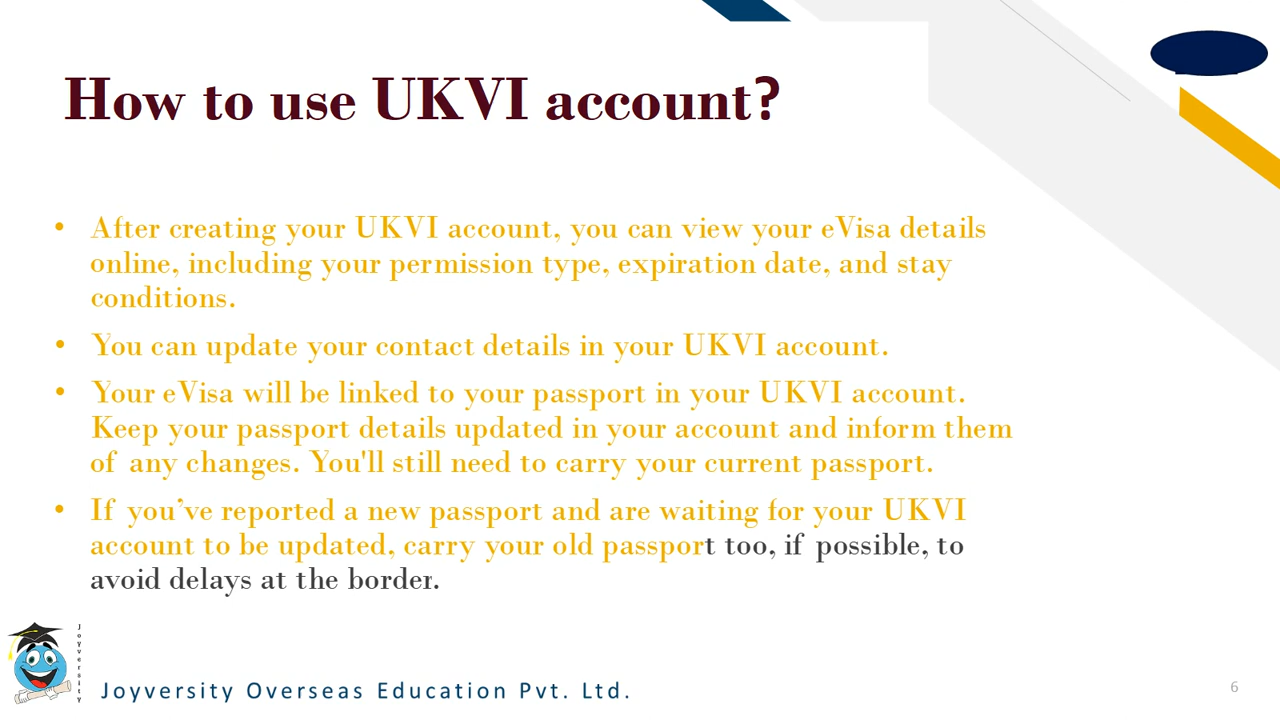 How to use UKVI account?
• After creating your UKVI account, you can view your eVisa details
online, including your permission type, expiration date, and stay
conditions.
• You can update your contact details in your UKVI account.
• Your eVisa will be linked to your passport in your UKVI account.
Keep your passport details updated in your account and inform them
of any changes. You'll still need to carry your current passport.
• If you’ve reported a new passport and are waiting for your UKVI
account to be updated, carry your old passport too, if possible, to
avoid delays at the border.
Joyversity
Joyversity Overseas Education Pvt. Ltd.
6